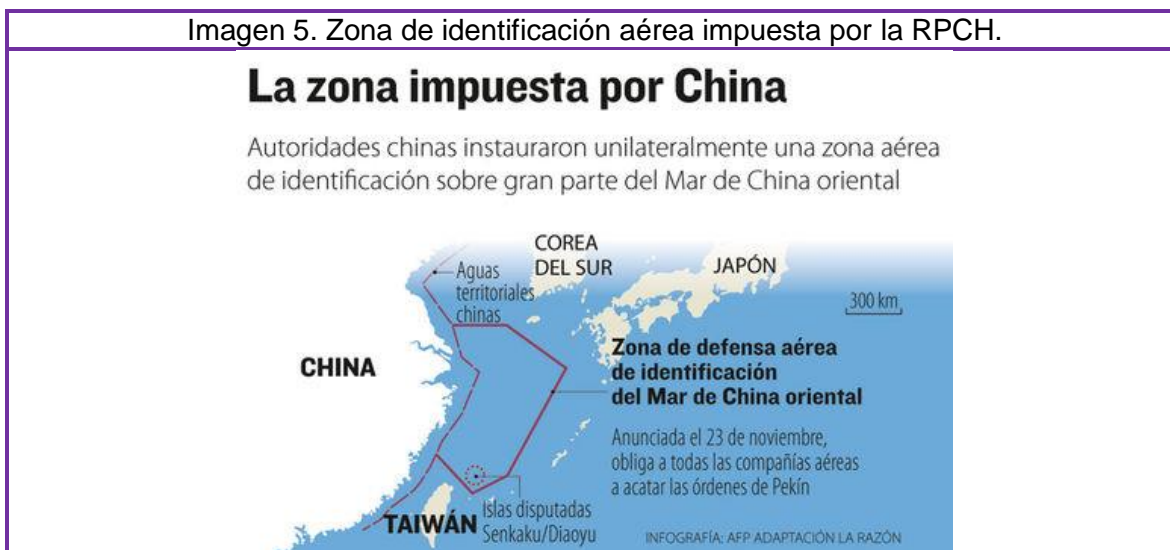 Imagen 5. Zona de identificación aérea impuesta por la RPCH.
La zona impuesta por China
Autoridades chinas instauraron unilateralmente una zona aérea
de identificación sobre gran parte del Mar de China oriental
COREA
DEL SUR
JAPÓN
Aguas
territoriales
chinas
300 km
CHINA
Zona de defensa aérea
de identificación
del Mar de China oriental
Anunciada el 23 de noviembre,
obliga a todas las compañías aéreas
a acatar las órdenes de Pekín
TAIWÁN
Islas disputadas
Senkaku/Diaoyu
INFOGRAFÍA: AFP ADAPTACIÓN LA RAZÓN